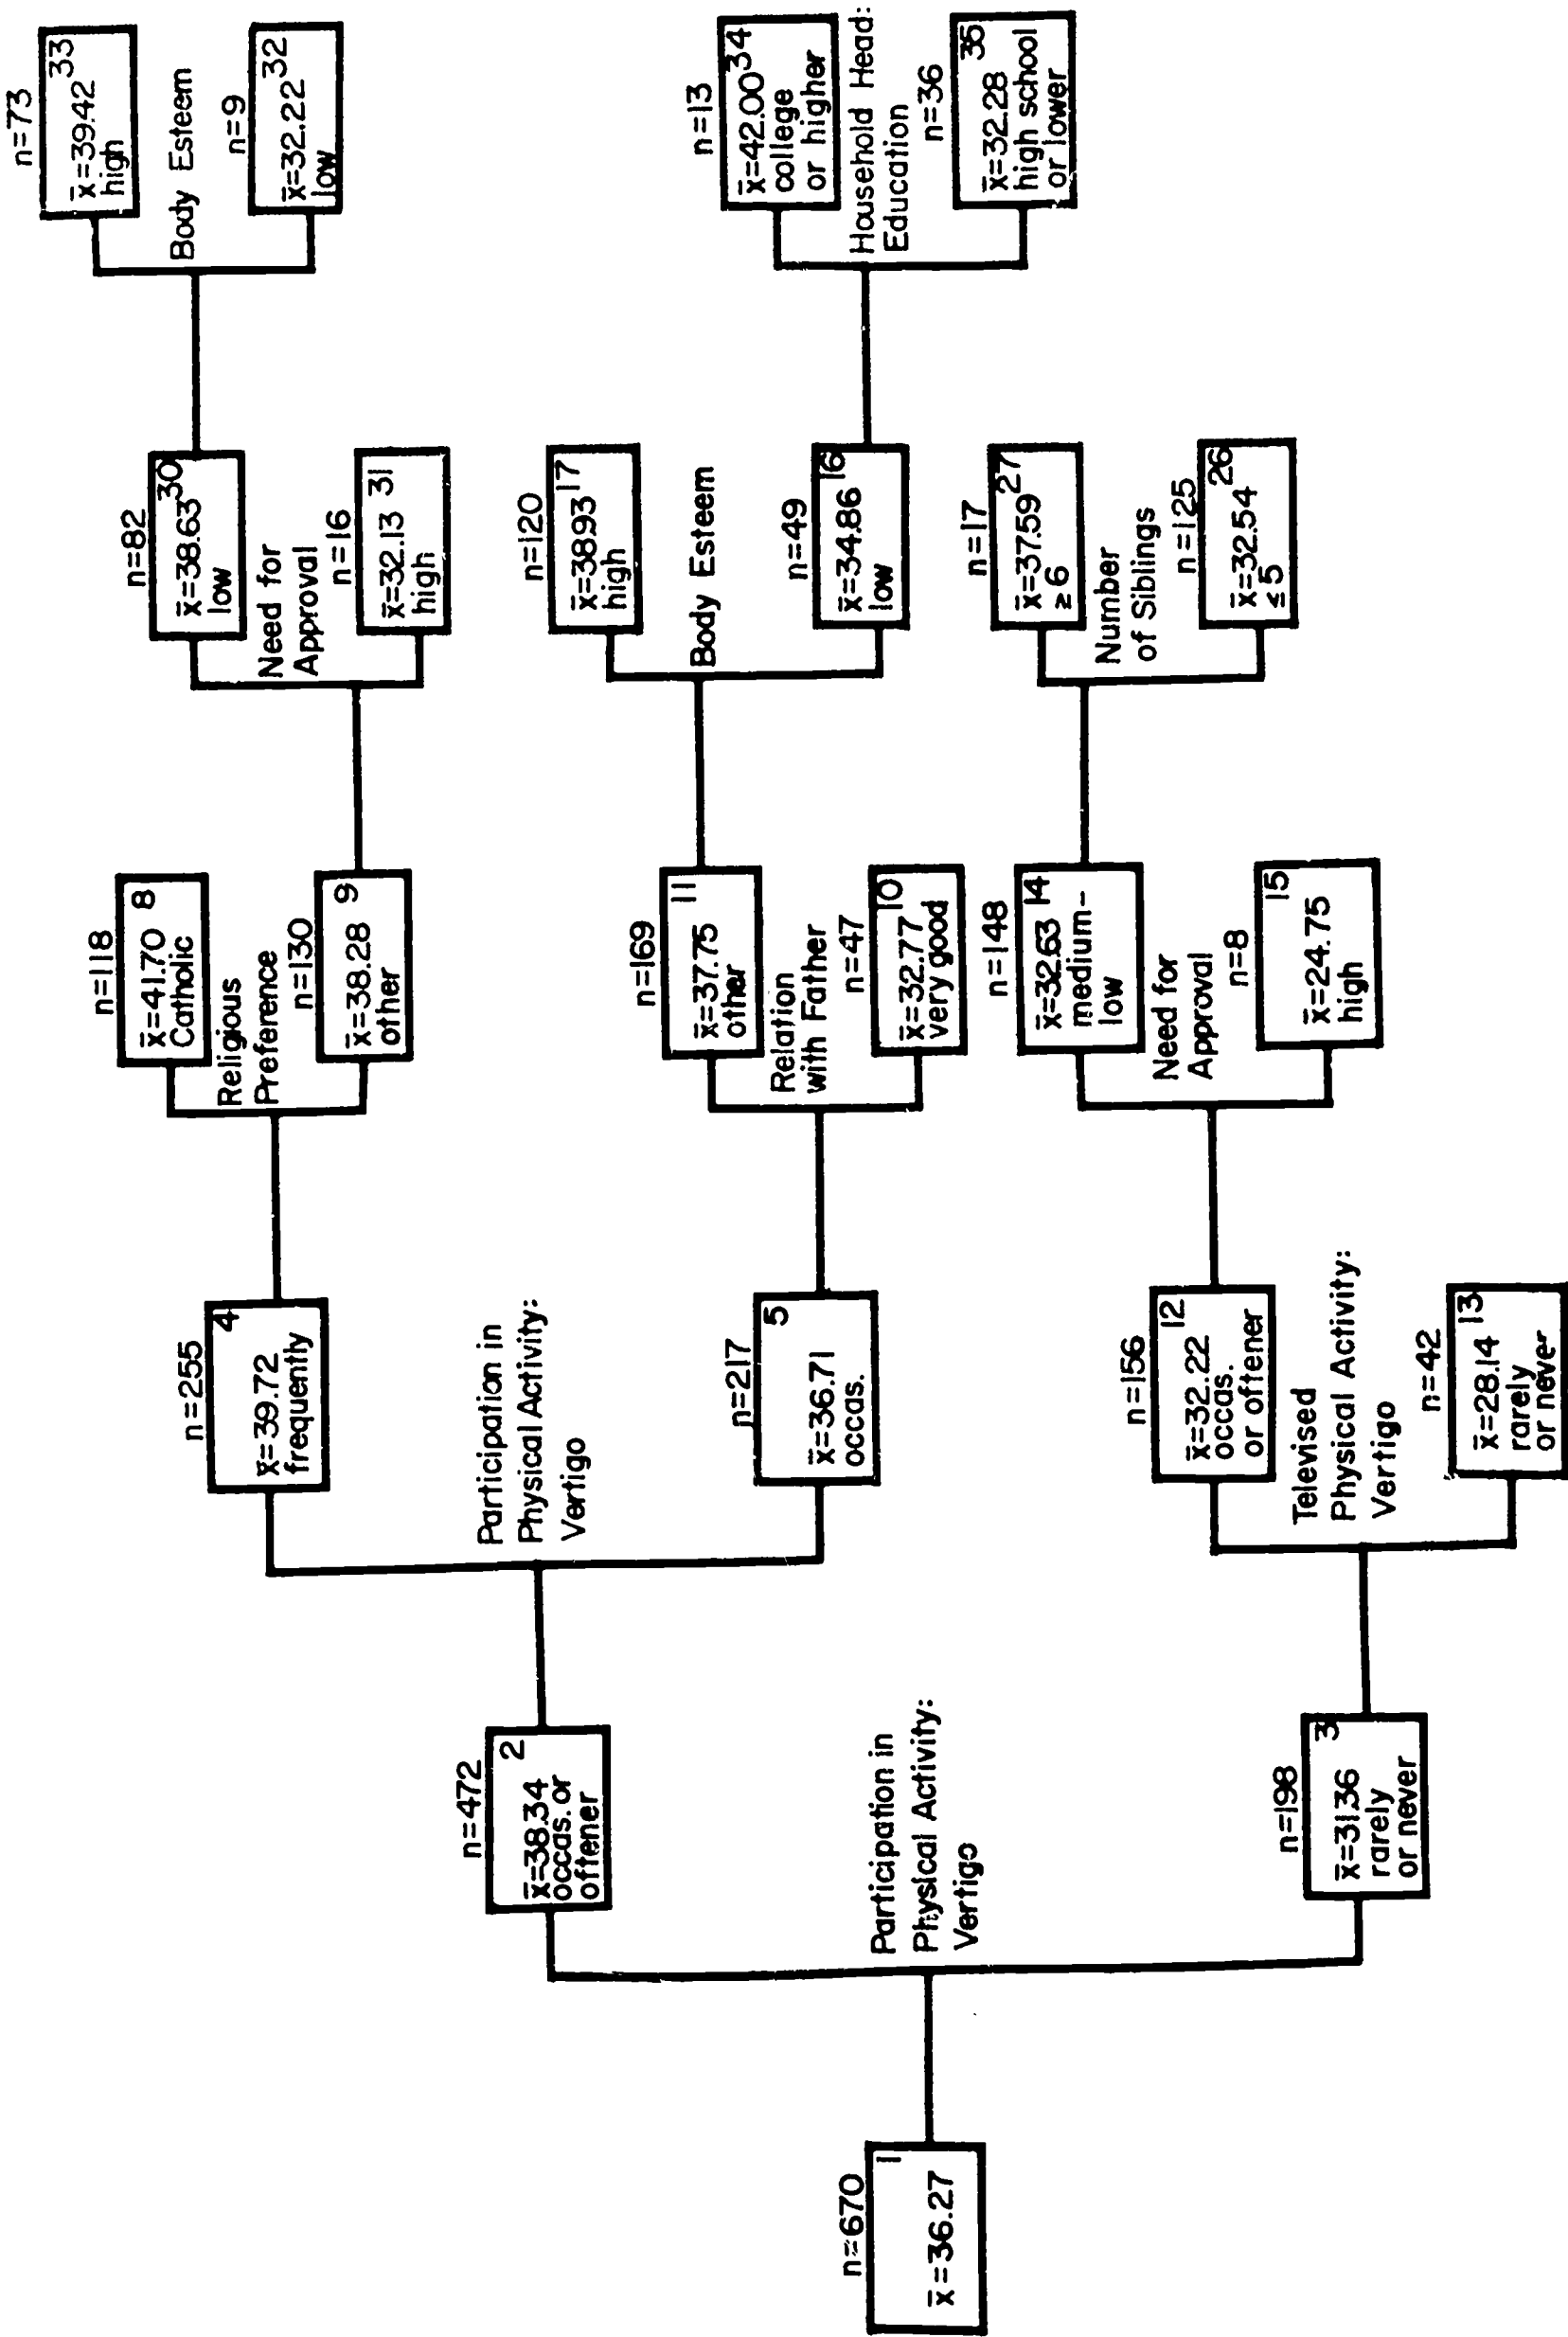 n=670
1
x̄=36.27
Participation in
Physical Activity:
Vertigo
n=472
2
x̄=38.34
occas. or
oftener
n=198
3
x̄=31.36
rarely
or never
Participation in
Physical Activity:
Vertigo
n=255
4
x̄=39.72
frequently
n=217
5
x̄=36.71
occas.
Televised
Physical Activity:
Vertigo
n=156
12
x̄=32.22
occas.
or oftener
n=42
13
x̄=28.14
rarely
or never
Religious
Preference
n=118
x̄=41.70 8
Catholic
n=130
9
x̄=38.28
other
Relation
with Father
n=169
11
x̄=37.75
other
n=47
10
x̄=32.77
very good
Need for
Approval
n=148
x̄=32.63 14
medium-
low
n=8
15
x̄=24.75
high
Need for
Approval
n=82
x̄=38.63 30
low
n=16
x̄=32.13 31
high
Body Esteem
n=120
x̄=38.93 17
high
n=49
x̄=34.86 16
low
Number
of Siblings
n=17
x̄=37.59 27
≥6
n=125
x̄=32.54 26
≤5
Body Esteem
n=73
x̄=39.42 33
high
n=9
x̄=32.22 32
low
Household Head:
Education
n=13
x̄=42.00 34
college
or higher
n=36
x̄=32.28 35
high school
or lower